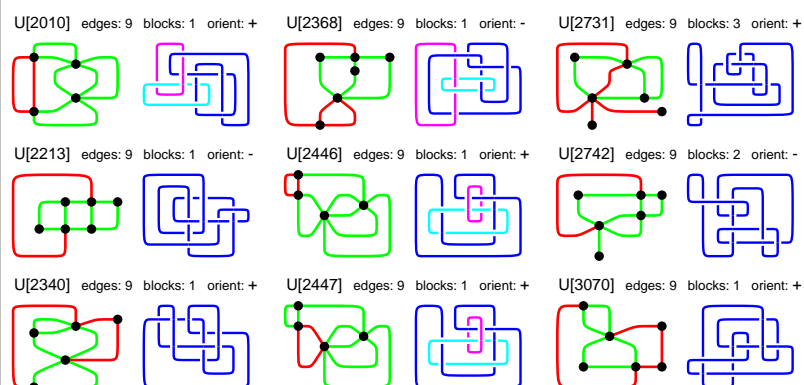 U[2010] edges: 9 blocks: 1 orient: +
U[2368] edges: 9 blocks: 1 orient: -
U[2731] edges: 9 blocks: 3 orient: +
U[2213] edges: 9 blocks: 1 orient: -
U[2446] edges: 9 blocks: 1 orient: +
U[2742] edges: 9 blocks: 2 orient: -
U[2340] edges: 9 blocks: 1 orient: +
U[2447] edges: 9 blocks: 1 orient: +
U[3070] edges: 9 blocks: 1 orient: +